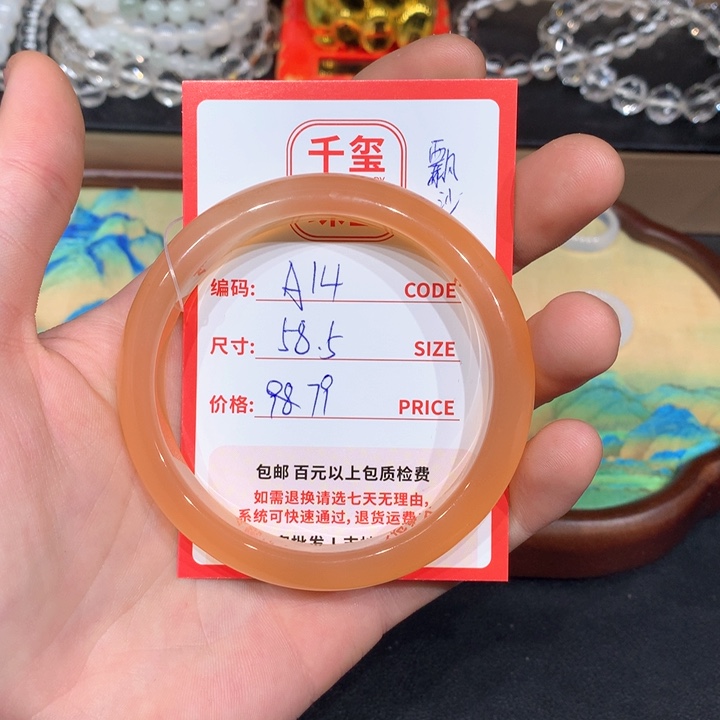 千玺
飘
沙
编码: A14 CODE
尺寸: 58.5 SIZE
价格: 98 79 PRICE
包邮 百元以上包质检费
如需退换请选七天无理由,
系统可快速通过, 退货运费